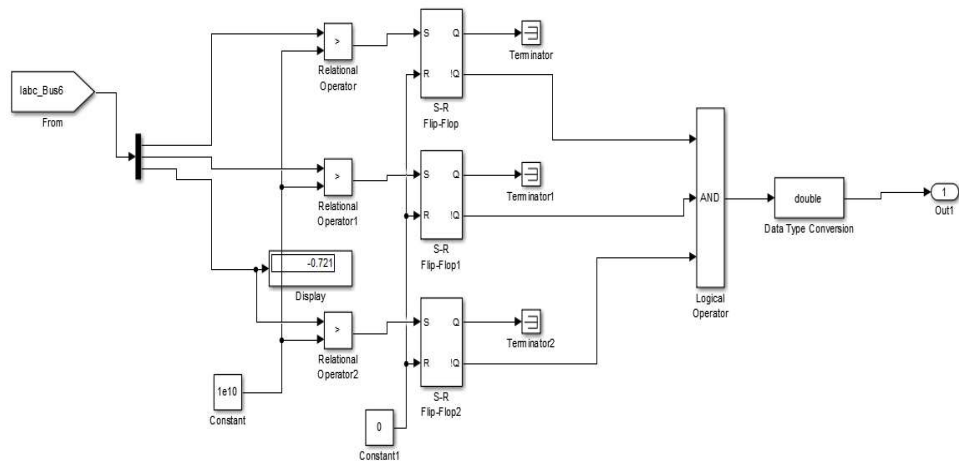 Iabc_Bus6
From
>
Relational
Operator
S
Q
R
!Q
S-R
Flip-Flop
Terminator
>
Relational
Operator1
S
Q
R
!Q
S-R
Flip-Flop1
Terminator1
-0.721
Display
>
Relational
Operator2
S
Q
R
!Q
S-R
Flip-Flop2
Terminator2
1e10
Constant
0
Constant1
AND
Logical
Operator
double
Data Type Conversion
1
Out1